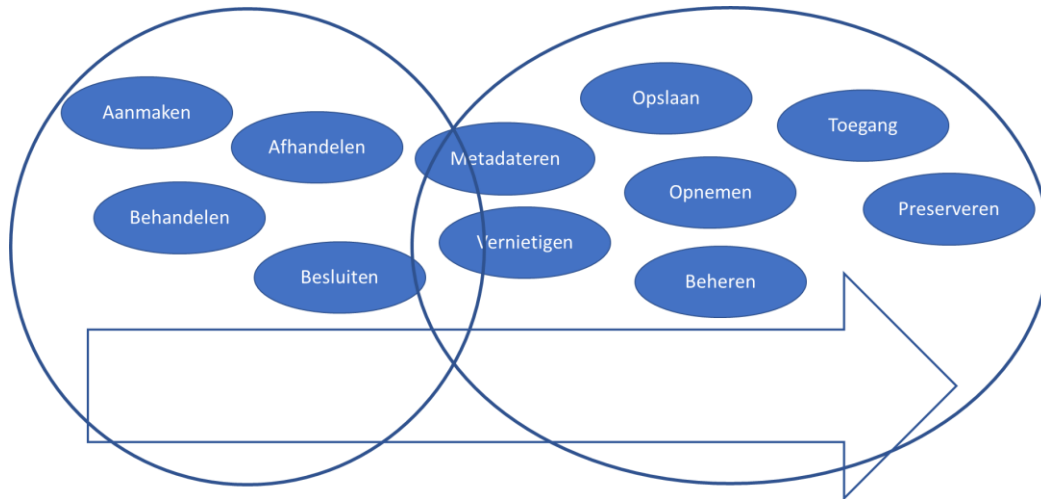 Aanmaken
Afhandelen
Behandelen
Besluiten
Metadateren
Vernietigen
Opslaan
Toegang
Opnemen
Preserveren
Beheren